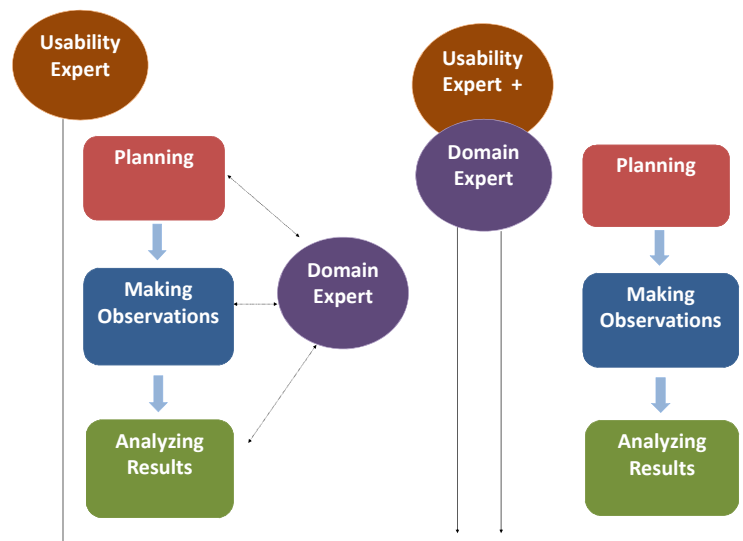 Usability
Expert
Planning
Making
Observations
Analyzing
Results
Domain
Expert
Usability
Expert +
Domain
Expert
Planning
Making
Observations
Analyzing
Results